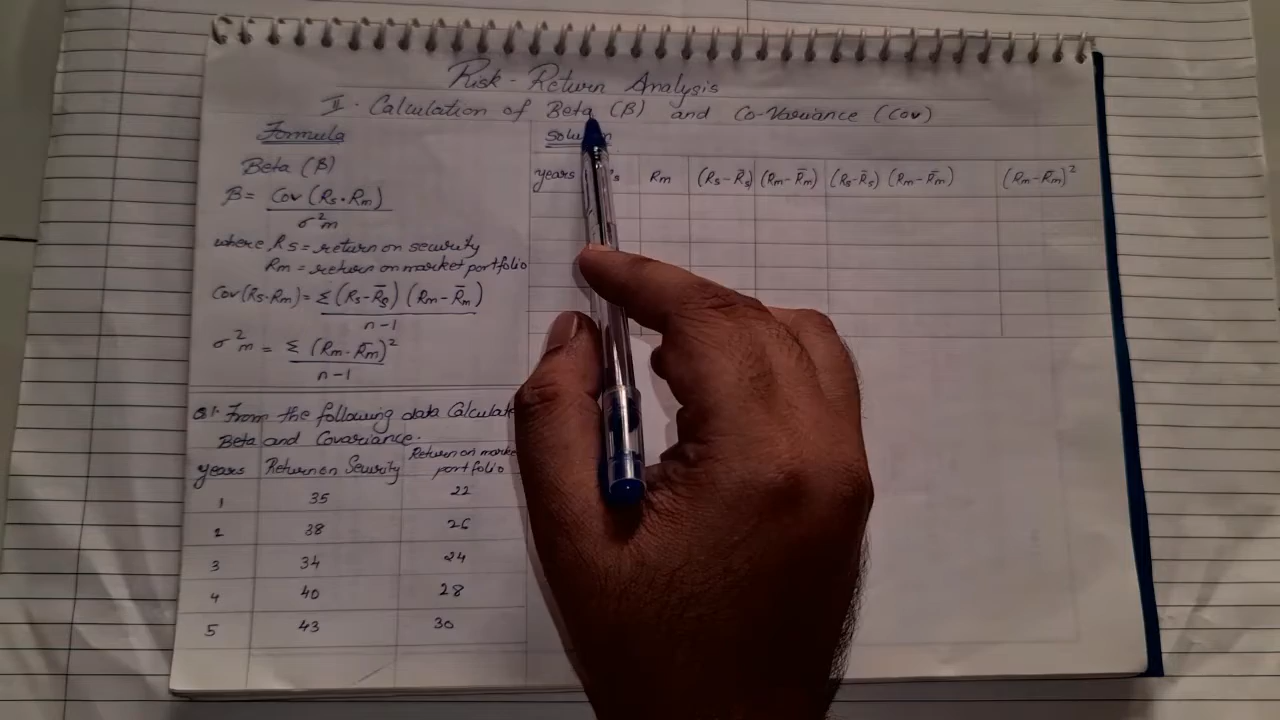 Risk-Return Analysis
II. Calculation of Beta (β) and Co-Variance (Cov)
Formula
Beta (β)
β = Cov (Rs.Rm)
σ²m
where, Rs = return on security
Rm = return on market portfolio
Cov (Rs.Rm) = Σ (Rs-R̄s) (Rm-R̄m)
n-1
σ²m = Σ (Rm-R̄m)²
n-1
Q1. From the following data Calculate
Beta and Covariance.
years Return on Security Return on marke
portfolio
1 35 22
2 38 26
3 34 24
4 40 28
5 43 30
years Rm (Rs-R̄s) (Rm-R̄m) (Rs-R̄s) (Rm-R̄m) (Rm-R̄m)²